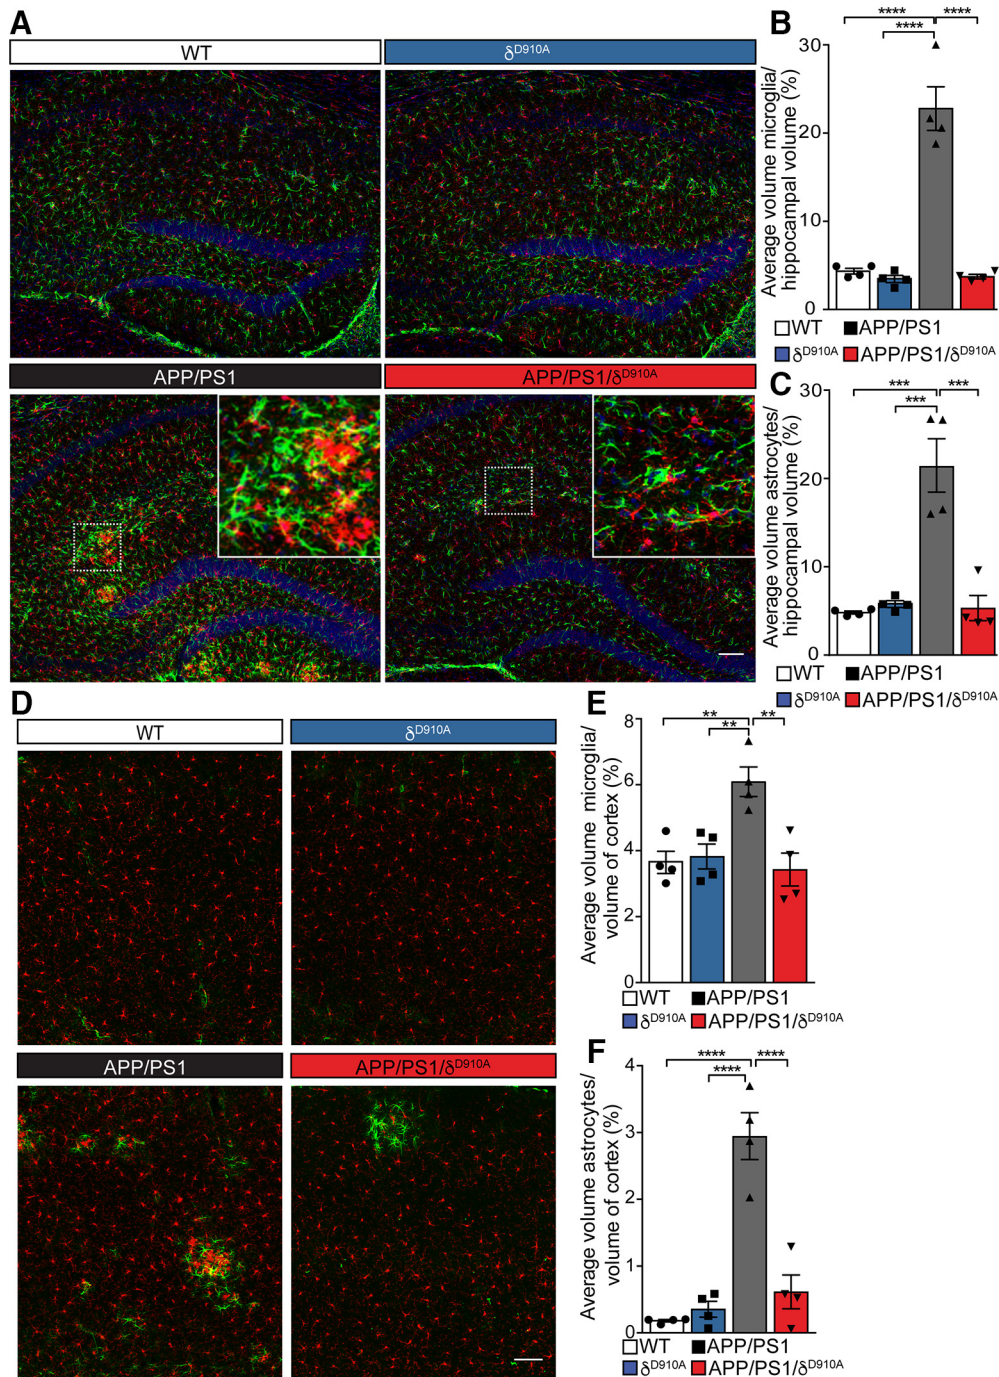 A
WT
δD910A
APP/PS1
APP/PS1/δD910A
B
**** ****
****
Average volume microglia/
hippocampal volume (%)
30
20
10
0
WT APP/PS1
δD910A APP/PS1/δD910A
C
*** ***
***
Average volume astrocytes/
hippocampal volume (%)
30
20
10
0
WT APP/PS1
δD910A APP/PS1/δD910A
D
WT
δD910A
APP/PS1
APP/PS1/δD910A
E
** **
**
Average volume microglia/
volume of cortex (%)
8
6
4
2
0
WT APP/PS1
δD910A APP/PS1/δD910A
F
**** ****
****
Average volume astrocytes/
volume of cortex (%)
4
3
2
1
0
WT APP/PS1
δD910A APP/PS1/δD910A